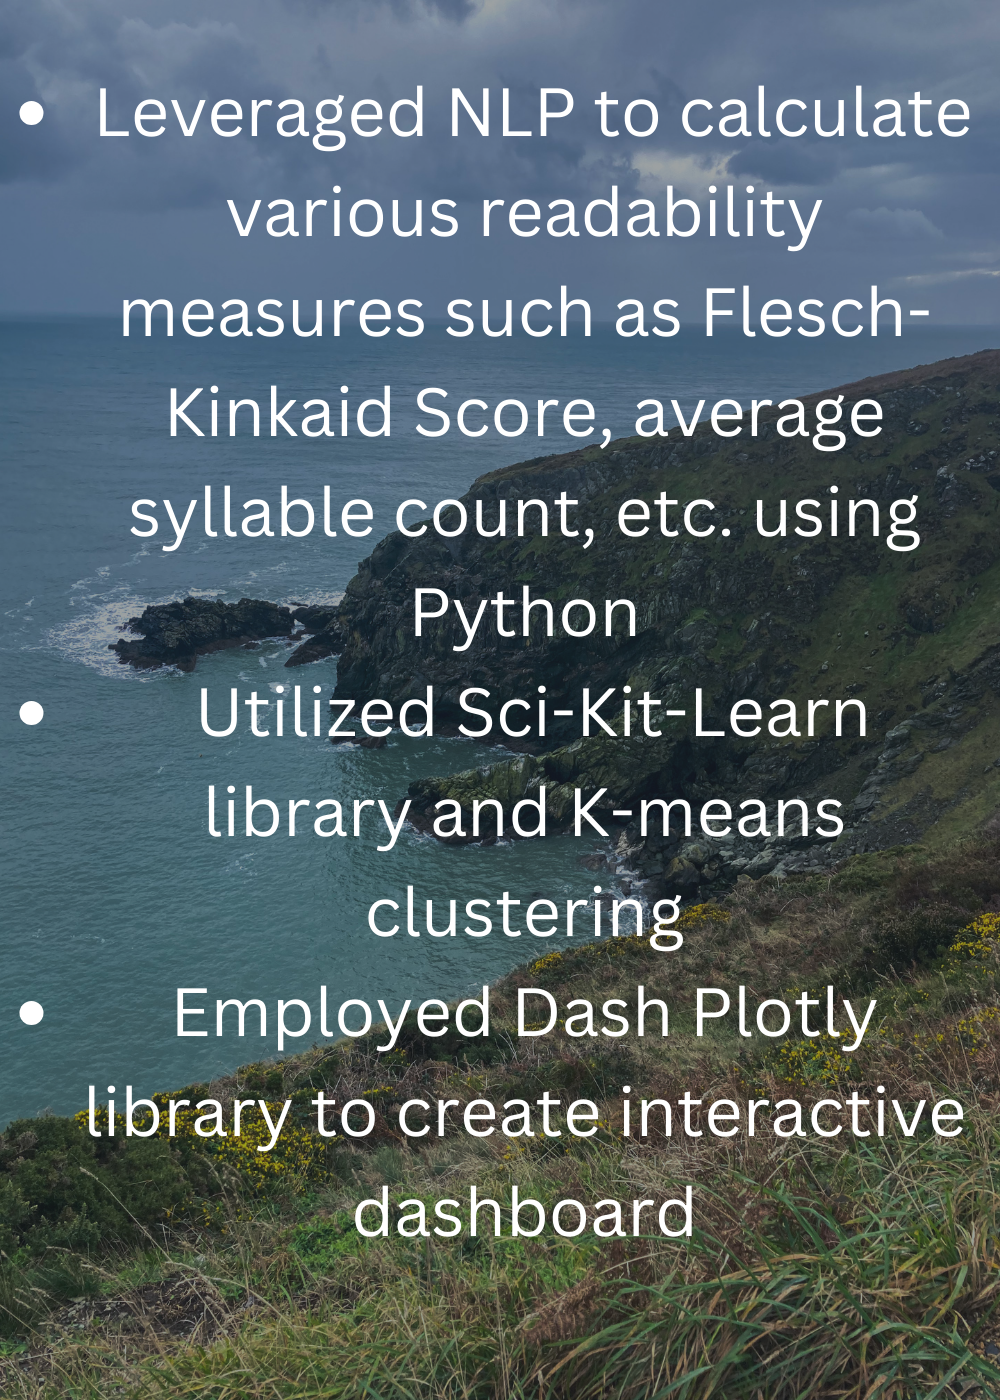 • Leveraged NLP to calculate
various readability
measures such as Flesch-
Kinkaid Score, average
syllable count, etc. using
Python
• Utilized Sci-Kit-Learn
library and K-means
clustering
• Employed Dash Plotly
library to create interactive
dashboard